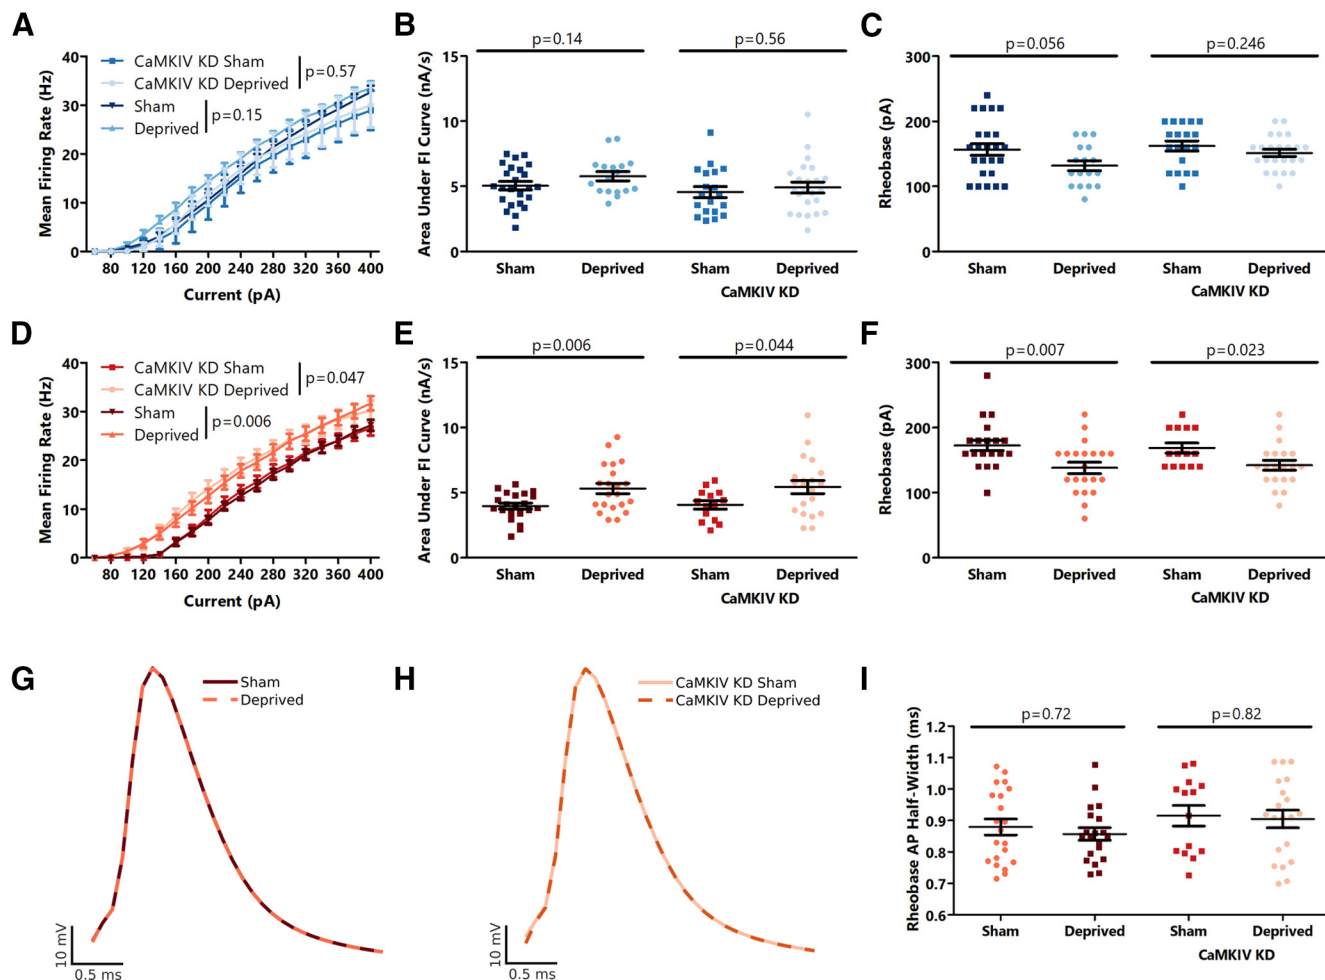 A
Mean Firing Rate (Hz)
40
30
20
10
0
CaMKIV KD Sham
CaMKIV KD Deprived
p=0.57
Sham
Deprived
p=0.15
80 120 160 200 240 280 320 360 400
Current (pA)
B
Area Under FI Curve (nA/s)
15
10
5
0
p=0.14
p=0.56
Sham Deprived Sham Deprived
CaMKIV KD
C
Rheobase (pA)
300
200
100
0
p=0.056
p=0.246
Sham Deprived Sham Deprived
CaMKIV KD
D
Mean Firing Rate (Hz)
40
30
20
10
0
CaMKIV KD Sham
CaMKIV KD Deprived
p=0.047
Sham
Deprived
p=0.006
80 120 160 200 240 280 320 360 400
Current (pA)
E
Area Under FI Curve (nA/s)
15
10
5
0
p=0.006
p=0.044
Sham Deprived Sham Deprived
CaMKIV KD
F
Rheobase (pA)
300
200
100
0
p=0.007
p=0.023
Sham Deprived Sham Deprived
CaMKIV KD
G
Sham
Deprived
10 mV
0.5 ms
H
CaMKIV KD Sham
CaMKIV KD Deprived
10 mV
0.5 ms
I
Rheobase AP Half-Width (ms)
1.2
1.1
1.0
0.9
0.8
0.7
0.6
p=0.72
p=0.82
Sham Deprived Sham Deprived
CaMKIV KD